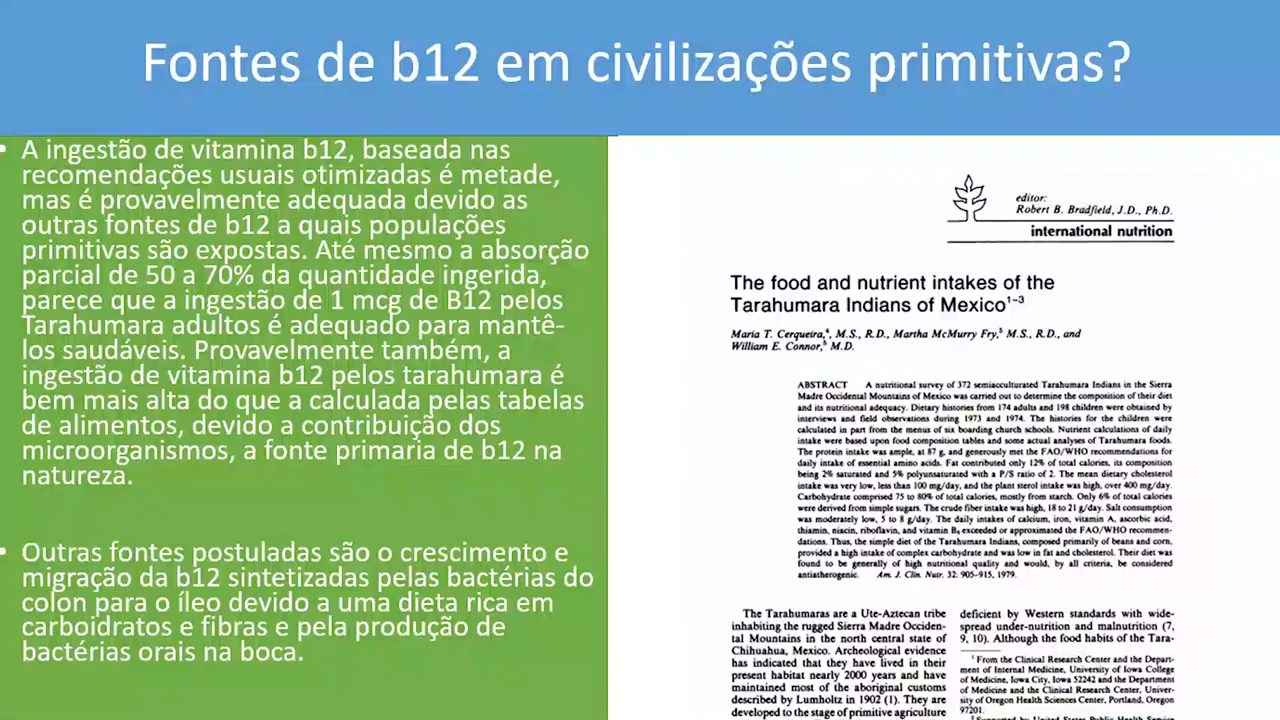 Fontes de b12 em civilizações primitivas?
• A ingestão de vitamina b12, baseada nas
recomendações usuais otimizadas é metade,
mas é provavelmente adequada devido as
outras fontes de b12 a quais populações
primitivas são expostas. Até mesmo a absorção
parcial de 50 a 70% da quantidade ingerida,
parece que a ingestão de 1 mcg de B12 pelos
Tarahumara adultos é adequado para mantê-
los saudáveis. Provavelmente também, a
ingestão de vitamina b12 pelos tarahumara é
bem mais alta do que a calculada pelas tabelas
de alimentos, devido a contribuição dos
microorganismos, a fonte primaria de b12 na
natureza.
• Outras fontes postuladas são o crescimento e
migração da b12 sintetizadas pelas bactérias do
colon para o íleo devido a uma dieta rica em
carboidratos e fibras e pela produção de
bactérias orais na boca.
editor:
Robert B. Bradfield, J.D., Ph.D.
international nutrition
The food and nutrient intakes of the
Tarahumara Indians of Mexico¹⁻³
Maria T. Cerqueira,⁴ M.S., R.D., Martha McMurry Fry,⁵ M.S., R.D., and
William E. Connor,⁵ M.D.
ABSTRACT A nutritional survey of 372 semiacculturated Tarahumara Indians in the Sierra
Madre Occidental Mountains of Mexico was carried out to determine the composition of their diet
and its nutritional adequacy. Dietary histories from 174 adults and 198 children were obtained by
interviews and field observations during 1973 and 1974. The histories for the children were
calculated in part from the menus of six boarding church schools. Nutrient calculations of daily
intake were based upon food composition tables and some actual analyses of Tarahumara foods.
The protein intake was ample, at 87 g, and generously met the FAO/WHO recommendations for
daily intake of essential amino acids. Fat contributed only 12% of total calories, its composition
being 2% saturated and 5% polyunsaturated with a P/S ratio of 2. The mean dietary cholesterol
intake was very low, less than 100 mg/day, and the plant sterol intake was high, over 400 mg/day.
Carbohydrate comprised 75 to 80% of total calories, mostly from starch. Only 6% of total calories
were derived from simple sugars. The crude fiber intake was high, 18 to 21 g/day. Salt consumption
was moderately low, 5 to 8 g/day. The daily intakes of calcium, iron, vitamin A, ascorbic acid,
thiamin, niacin, riboflavin, and vitamin B₆ exceeded or approximated the FAO/WHO recommen-
dations. Thus, the simple diet of the Tarahumara Indians, composed primarily of beans and corn,
provided a high intake of complex carbohydrate and was low in fat and cholesterol. Their diet was
found to be generally of high nutritional quality and would, by all criteria, be considered
antiatherogenic. Am. J. Clin. Nutr. 32: 905-915, 1979.
The Tarahumaras are a Ute-Aztecan tribe
inhabiting the rugged Sierra Madre Occiden-
tal Mountains in the north central state of
Chihuahua, Mexico. Archeological evidence
has indicated that they have lived in their
present habitat nearly 2000 years and have
maintained most of the aboriginal customs
described by Lumholtz in 1902 (1). They are
developed to the stage of primitive agriculture
deficient by Western standards with wide-
spread under-nutrition and malnutrition (7,
9, 10). Although the food habits of the Tara-
¹ From the Clinical Research Center and the Depart-
ment of Internal Medicine, University of Iowa College
of Medicine, Iowa City, Iowa 52242 and the Department
of Medicine and the Clinical Research Center, Univer-
sity of Oregon Health Sciences Center, Portland, Oregon
97201.